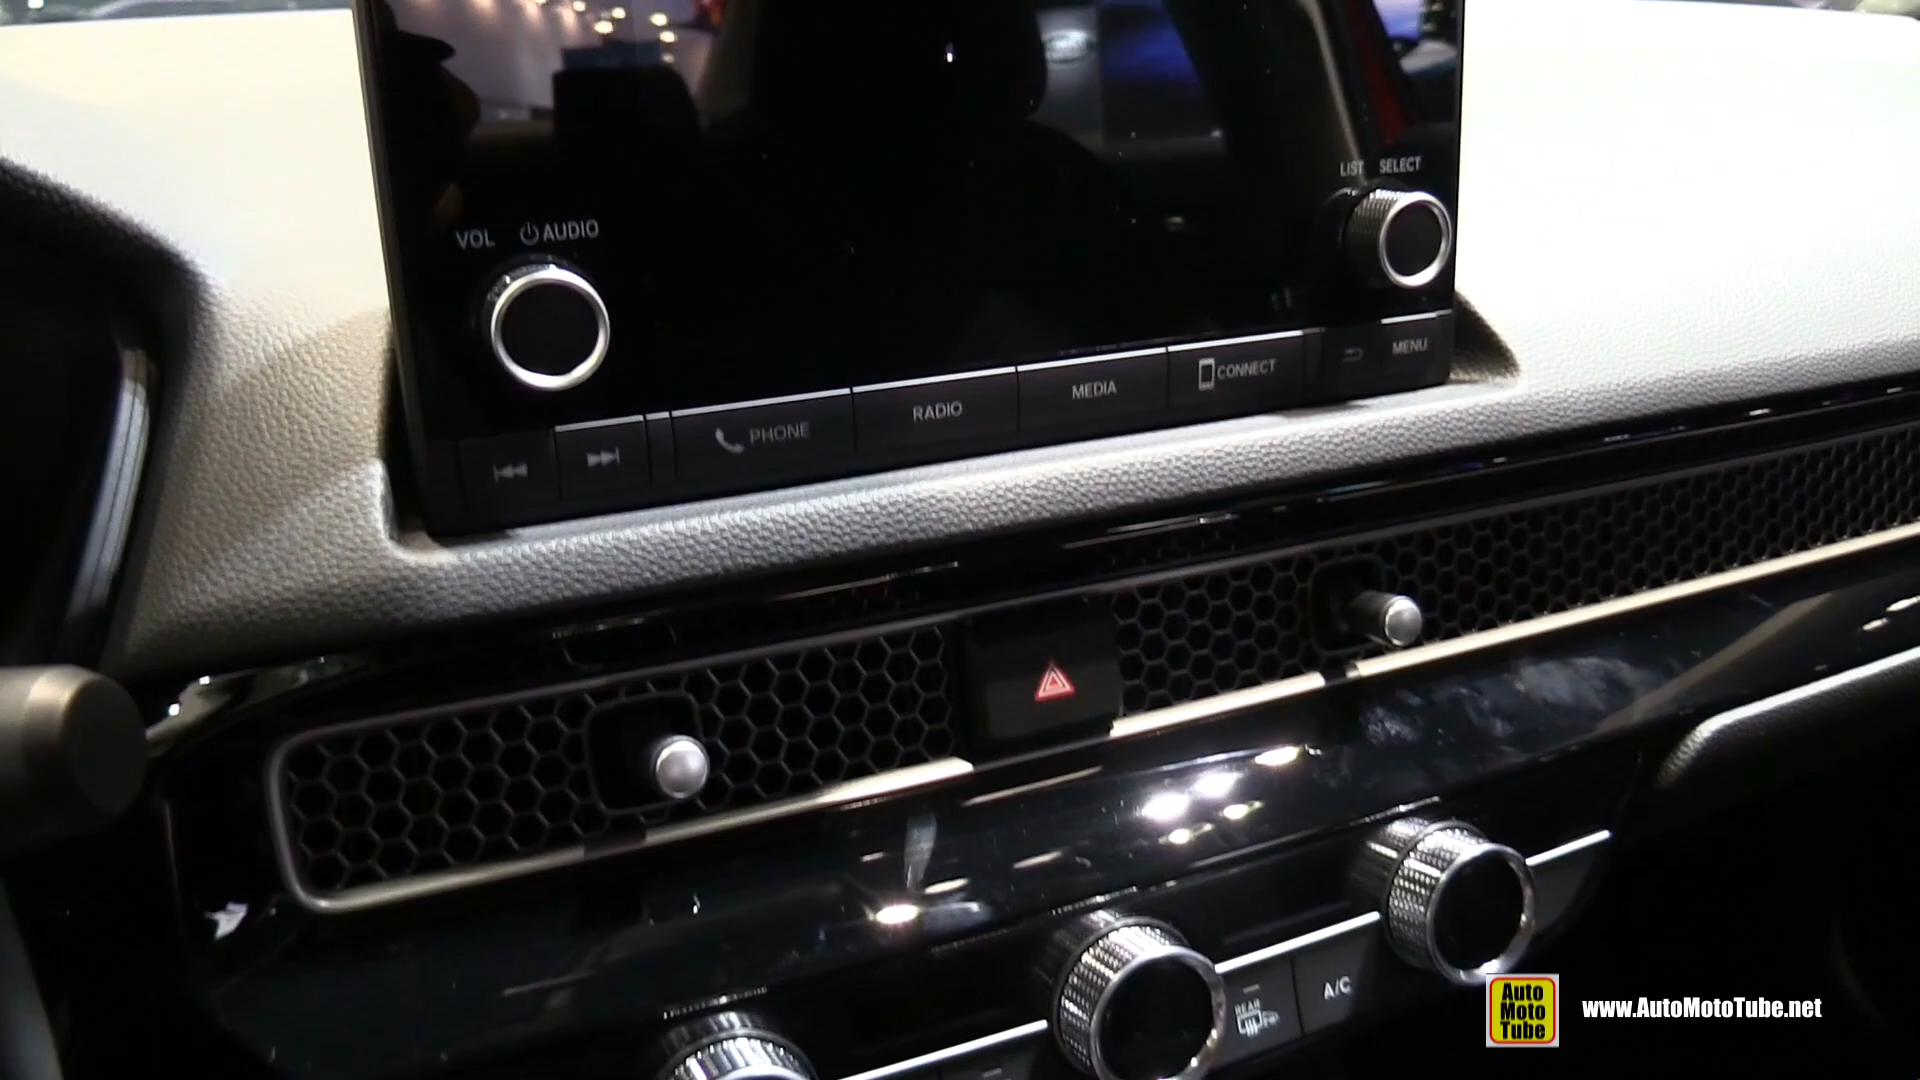 LIST SELECT
VOL AUDIO
PHONE RADIO MEDIA CONNECT MENU
REAR A/C
Auto
Moto
Tube
www.AutoMotoTube.net